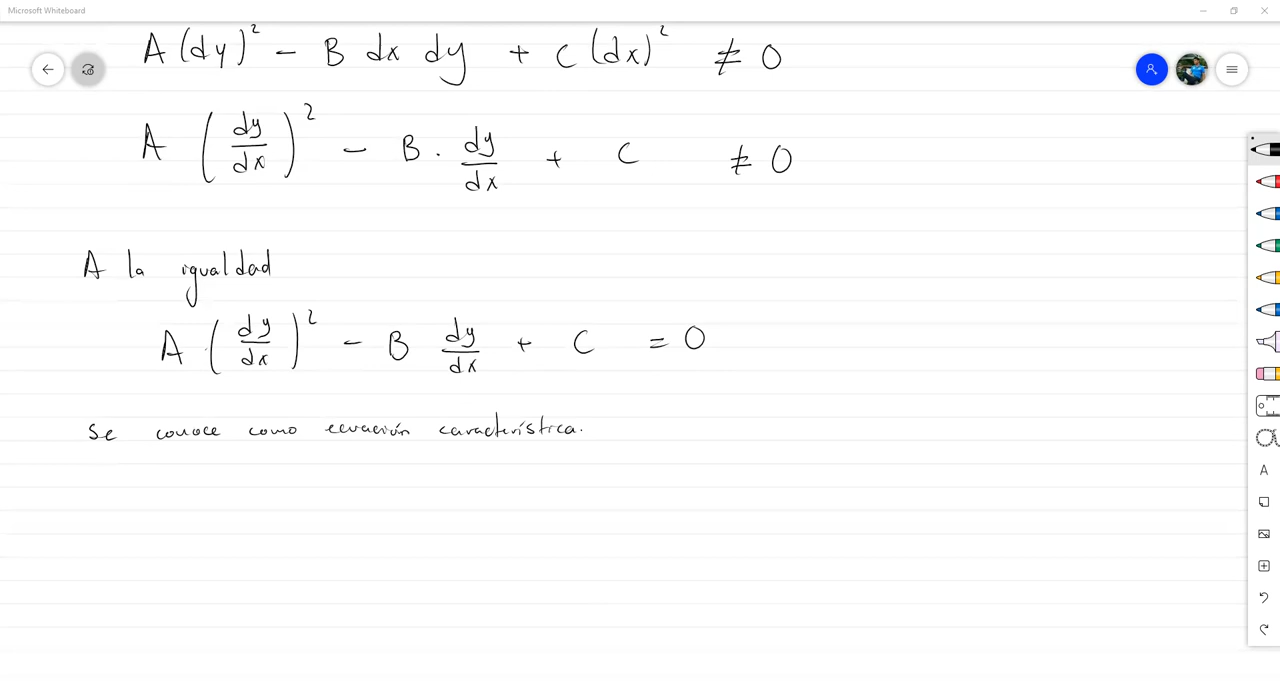 Microsoft Whiteboard
A (dy)² - B dx dy + C (dx)² ≠ 0
A (dy/dx)² - B · dy/dx + C ≠ 0
A la igualdad
A (dy/dx)² - B dy/dx + C = 0
Se conoce como ecuación característica.
A